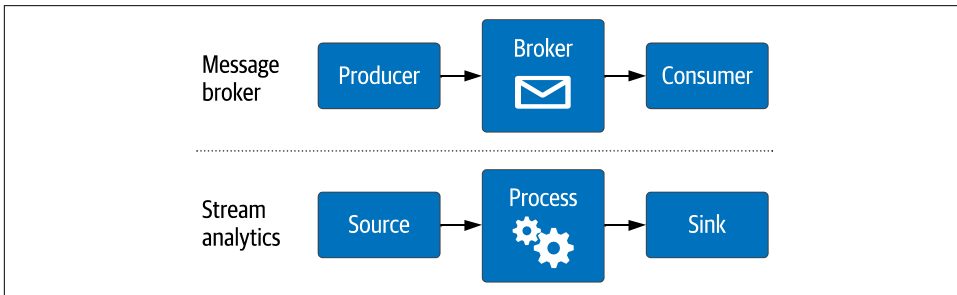 Message
broker
Producer
Broker
Consumer
Stream
analytics
Source
Process
Sink